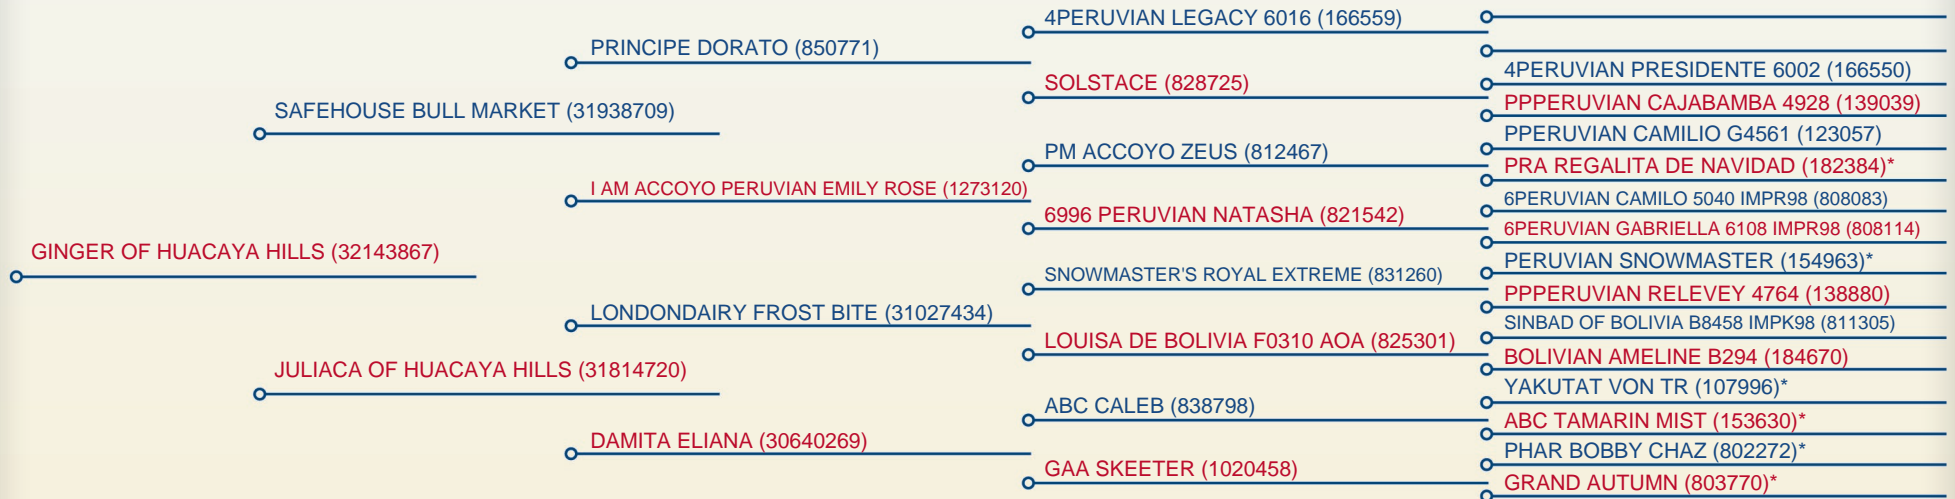 4PERUVIAN LEGACY 6016 (166559)
PRINCIPE DORATO (850771)
4PERUVIAN PRESIDENTE 6002 (166550)
SOLSTACE (828725)
PPPERUVIAN CAJABAMBA 4928 (139039)
SAFEHOUSE BULL MARKET (31938709)
PPERUVIAN CAMILIO G4561 (123057)
PM ACCOYO ZEUS (812467)
PRA REGALITA DE NAVIDAD (182384)*
I AM ACCOYO PERUVIAN EMILY ROSE (1273120)
6PERUVIAN CAMILO 5040 IMPR98 (808083)
6996 PERUVIAN NATASHA (821542)
6PERUVIAN GABRIELLA 6108 IMPR98 (808114)
GINGER OF HUACAYA HILLS (32143867)
PERUVIAN SNOWMASTER (154963)*
SNOWMASTER'S ROYAL EXTREME (831260)
PPPERUVIAN RELEVEY 4764 (138880)
LONDONDAIRY FROST BITE (31027434)
SINBAD OF BOLIVIA B8458 IMPK98 (811305)
LOUISA DE BOLIVIA F0310 AOA (825301)
BOLIVIAN AMELINE B294 (184670)
JULIACA OF HUACAYA HILLS (31814720)
YAKUTAT VON TR (107996)*
ABC CALEB (838798)
ABC TAMARIN MIST (153630)*
DAMITA ELIANA (30640269)
PHAR BOBBY CHAZ (802272)*
GAA SKEETER (1020458)
GRAND AUTUMN (803770)*